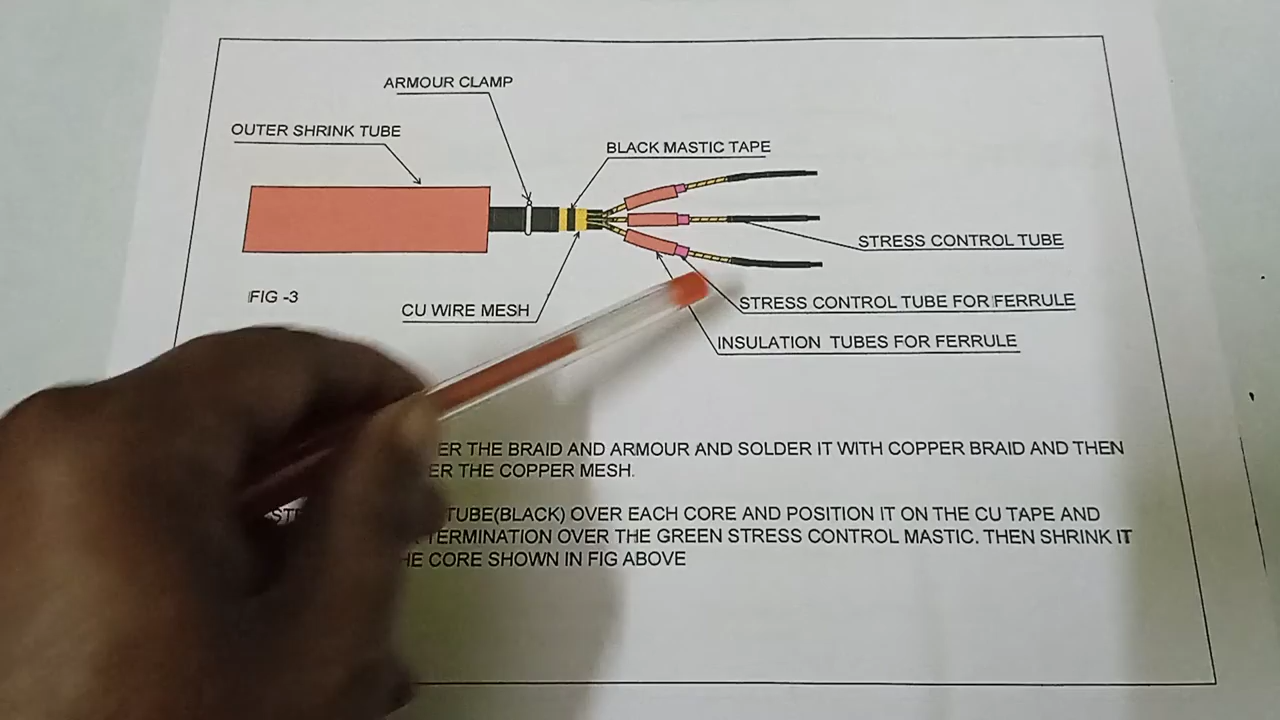 ARMOUR CLAMP
OUTER SHRINK TUBE
BLACK MASTIC TAPE
STRESS CONTROL TUBE
FIG -3
CU WIRE MESH
STRESS CONTROL TUBE FOR FERRULE
INSULATION TUBES FOR FERRULE
THE BRAID AND ARMOUR AND SOLDER IT WITH COPPER BRAID AND THEN
THE COPPER MESH.
TUBE(BLACK) OVER EACH CORE AND POSITION IT ON THE CU TAPE AND
TERMINATION OVER THE GREEN STRESS CONTROL MASTIC. THEN SHRINK IT
CORE SHOWN IN FIG ABOVE